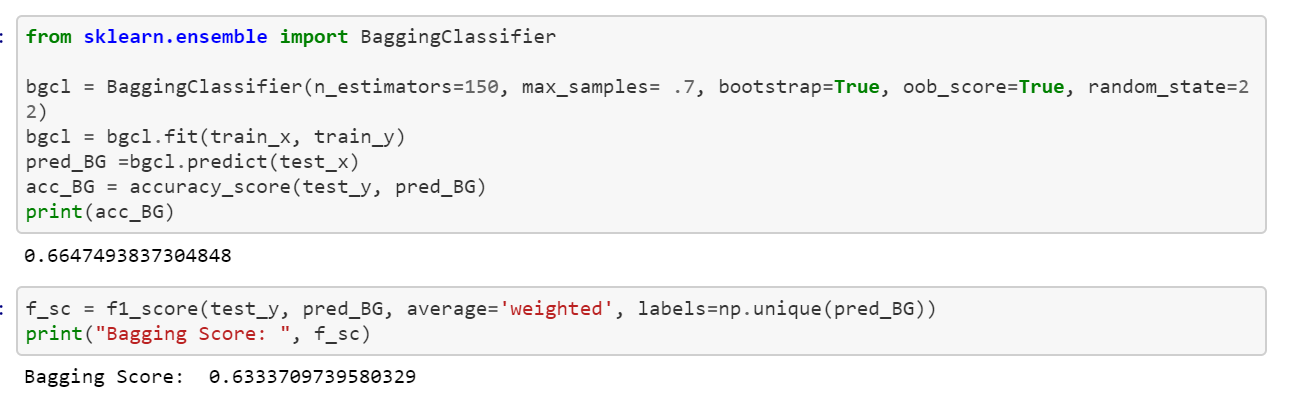 : from sklearn.ensemble import BaggingClassifier
bgcl = BaggingClassifier(n_estimators=150, max_samples= .7, bootstrap=True, oob_score=True, random_state=2
2)
bgcl = bgcl.fit(train_x, train_y)
pred_BG =bgcl.predict(test_x)
acc_BG = accuracy_score(test_y, pred_BG)
print(acc_BG)
0.6647493837304848
: f_sc = f1_score(test_y, pred_BG, average='weighted', labels=np.unique(pred_BG))
print("Bagging Score: ", f_sc)
Bagging Score:  0.6333709739580329